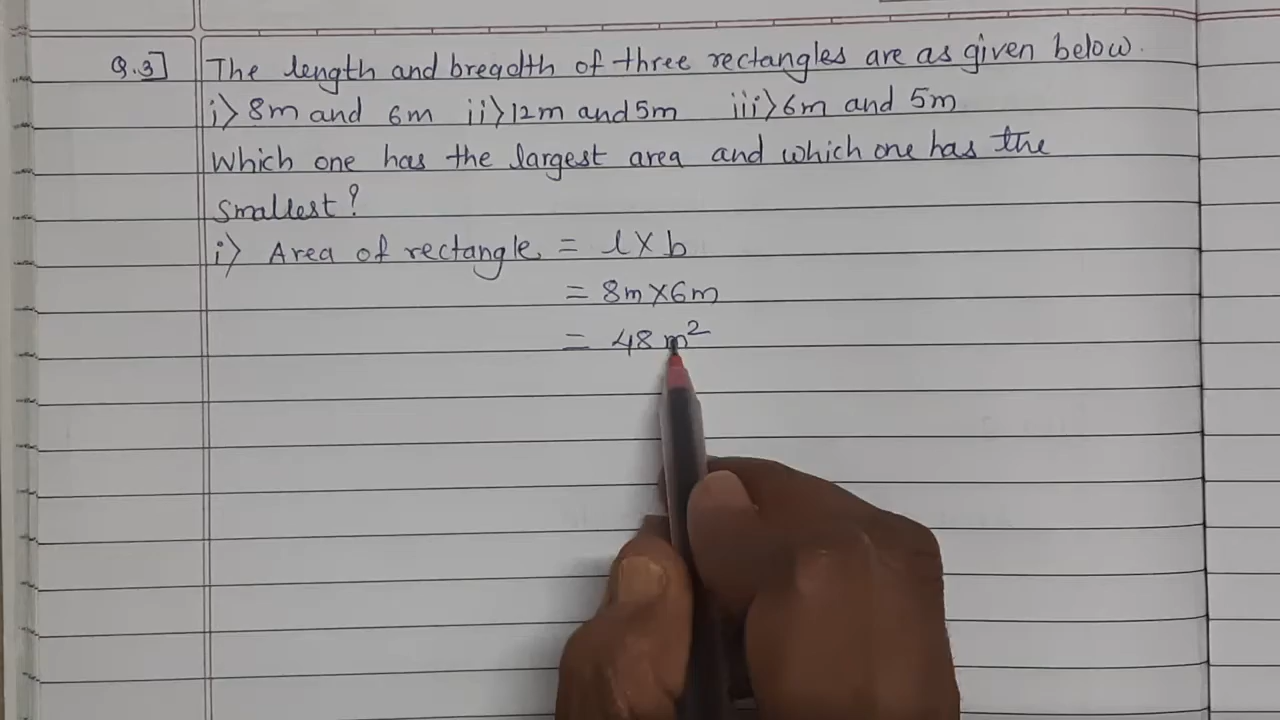 Q.3] The length and breadth of three rectangles are as given below.
i) 8m and 6m ii) 12m and 5m iii) 6m and 5m
Which one has the largest area and which one has the
smallest?
i) Area of rectangle = l × b
= 8m × 6m
= 48 m²